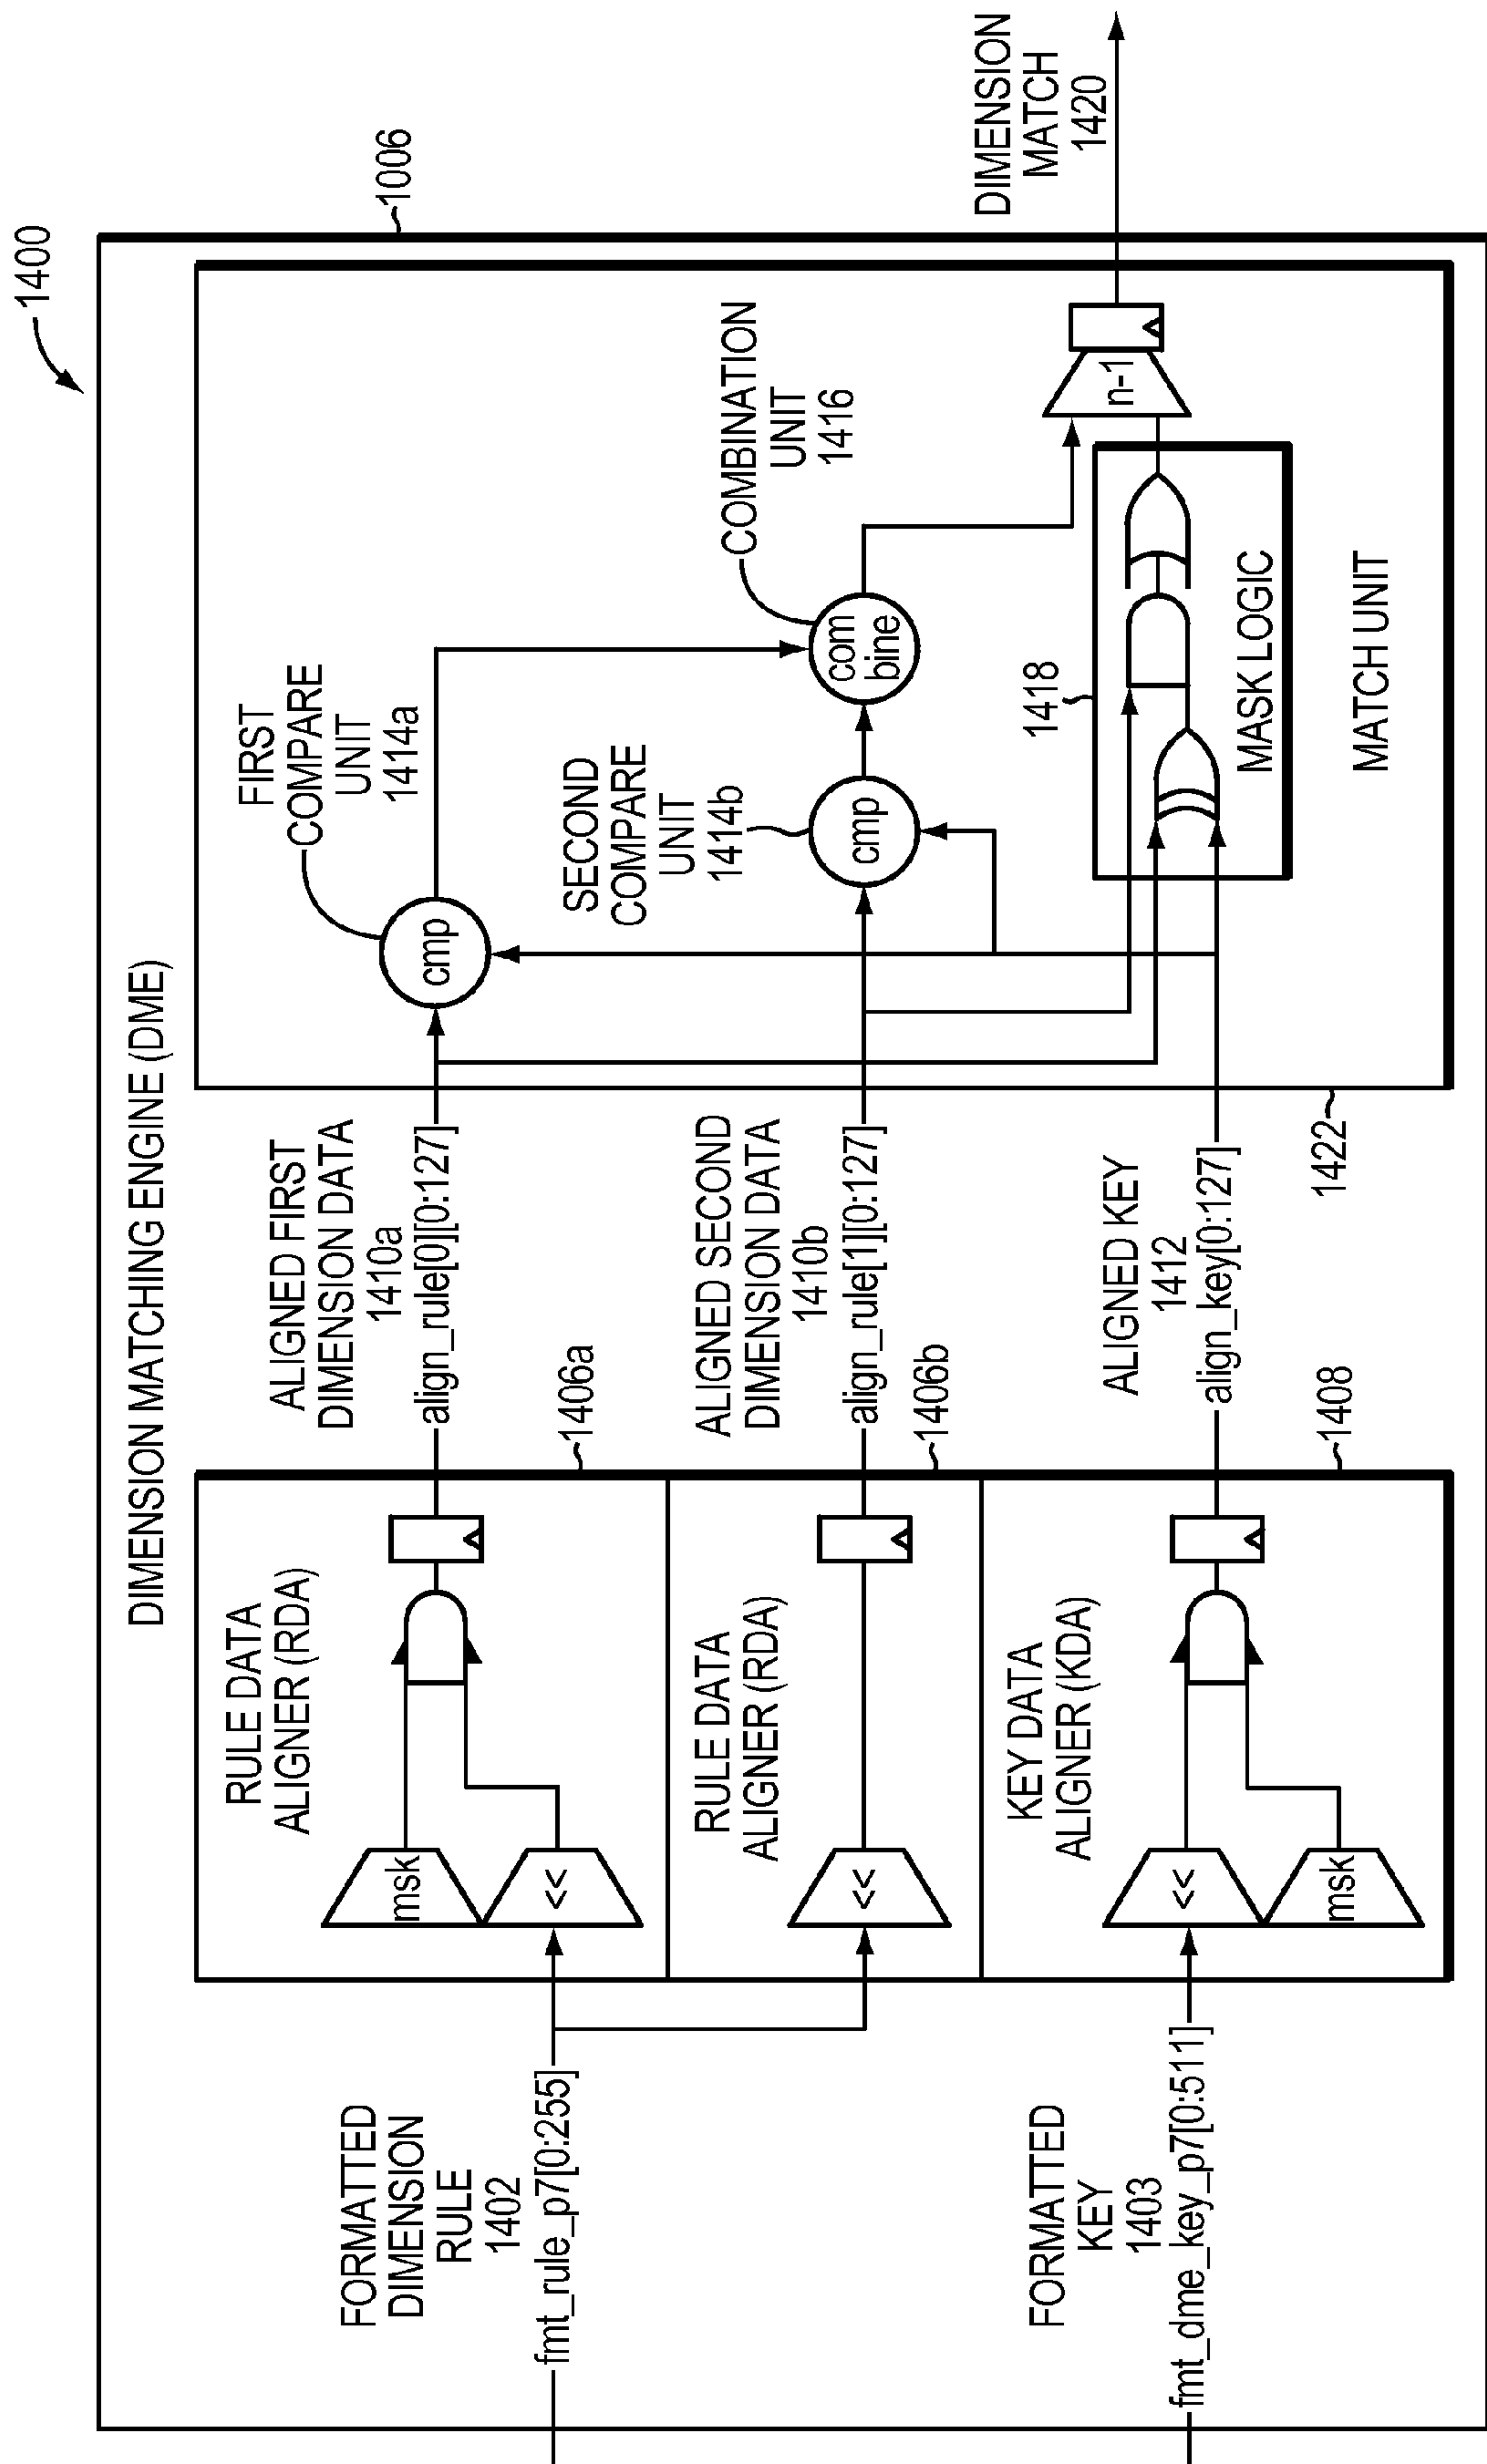 1400
DIMENSION MATCHING ENGINE (DME)
1006
FORMATTED
DIMENSION
RULE
1402
fmt_rule_p7[0:255]
FORMATTED
KEY
1403
fmt_dme_key_p7[0:511]
RULE DATA
ALIGNER (RDA)
msk
<<
1406a
RULE DATA
ALIGNER (RDA)
<<
1406b
KEY DATA
ALIGNER (KDA)
<<
msk
1408
ALIGNED FIRST
DIMENSION DATA
1410a
align_rule[0][0:127]
ALIGNED SECOND
DIMENSION DATA
1410b
align_rule[1][0:127]
ALIGNED KEY
1412
align_key[0:127]
1422
FIRST
COMPARE
UNIT
1414a
cmp
SECOND
COMPARE
UNIT
1414b
cmp
COMBINATION
UNIT
1416
com
bine
1418
MASK LOGIC
MATCH UNIT
n-1
DIMENSION
MATCH
1420